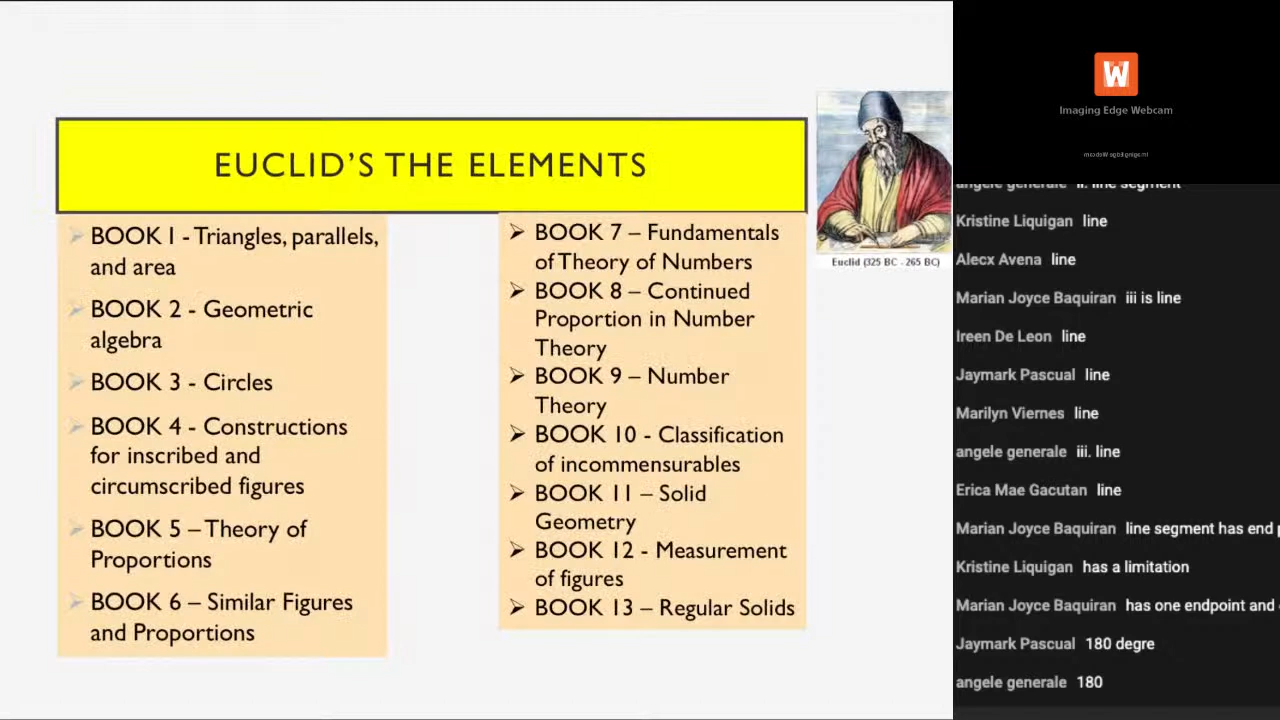 EUCLID'S THE ELEMENTS
BOOK 1 - Triangles, parallels,
and area
BOOK 2 - Geometric
algebra
BOOK 3 - Circles
BOOK 4 - Constructions
for inscribed and
circumscribed figures
BOOK 5 – Theory of
Proportions
BOOK 6 – Similar Figures
and Proportions
BOOK 7 – Fundamentals
of Theory of Numbers
BOOK 8 – Continued
Proportion in Number
Theory
BOOK 9 – Number
Theory
BOOK 10 - Classification
of incommensurables
BOOK 11 – Solid
Geometry
BOOK 12 - Measurement
of figures
BOOK 13 – Regular Solids
Euclid (325 BC - 265 BC)
Imaging Edge Webcam
angele generale ii. line segment
Kristine Liquigan line
Alecx Avena line
Marian Joyce Baquiran iii is line
Ireen De Leon line
Jaymark Pascual line
Marilyn Viernes line
angele generale iii. line
Erica Mae Gacutan line
Marian Joyce Baquiran line segment has end
Kristine Liquigan has a limitation
Marian Joyce Baquiran has one endpoint and
Jaymark Pascual 180 degre
angele generale 180